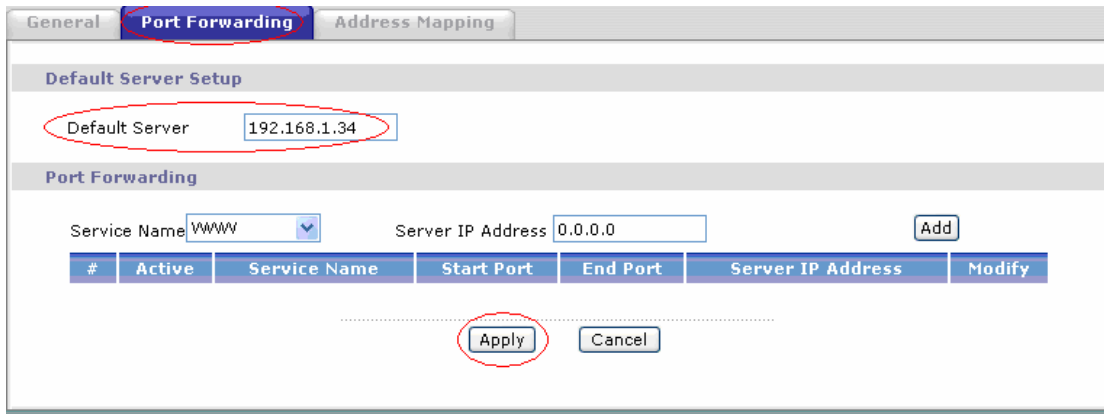 General Port Forwarding Address Mapping
Default Server Setup
Default Server 192.168.1.34
Port Forwarding
Service Name WWW Server IP Address 0.0.0.0 Add
# Active Service Name Start Port End Port Server IP Address Modify
Apply Cancel